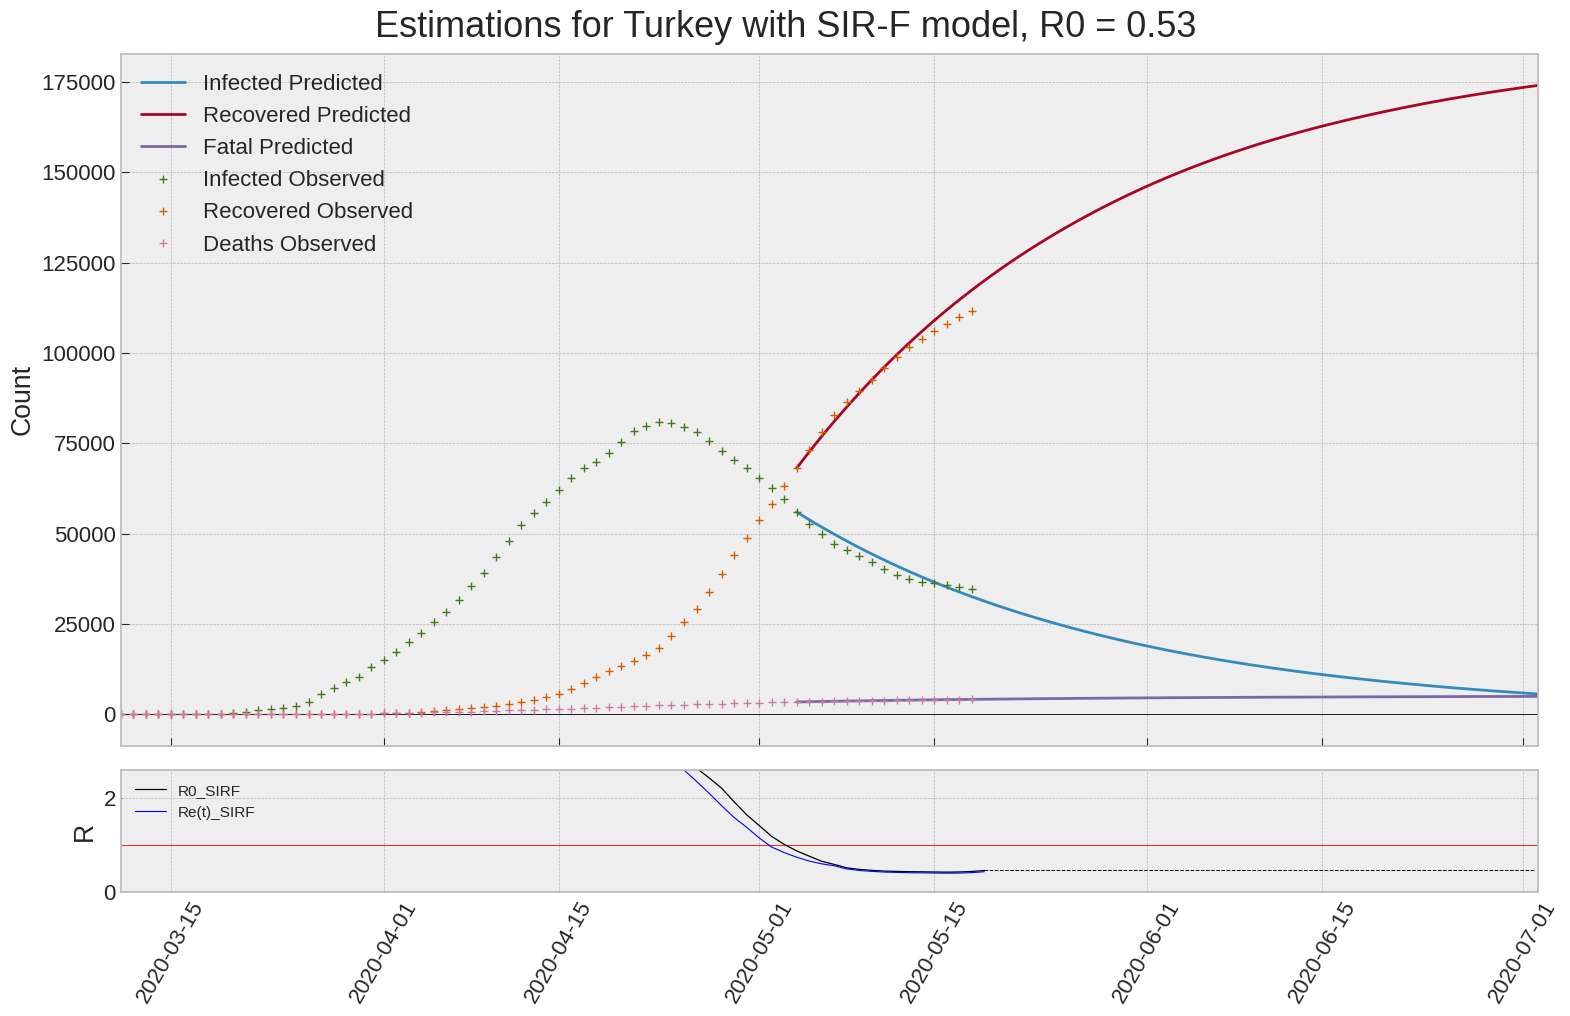 Estimations for Turkey with SIR-F model, R0 = 0.53
Infected Predicted
Recovered Predicted
Fatal Predicted
Infected Observed
Recovered Observed
Deaths Observed
175000
150000
125000
100000
75000
50000
25000
0
Count
R0_SIRF
Re(t)_SIRF
2
0
R
2020-03-15
2020-04-01
2020-04-15
2020-05-01
2020-05-15
2020-06-01
2020-06-15
2020-07-01